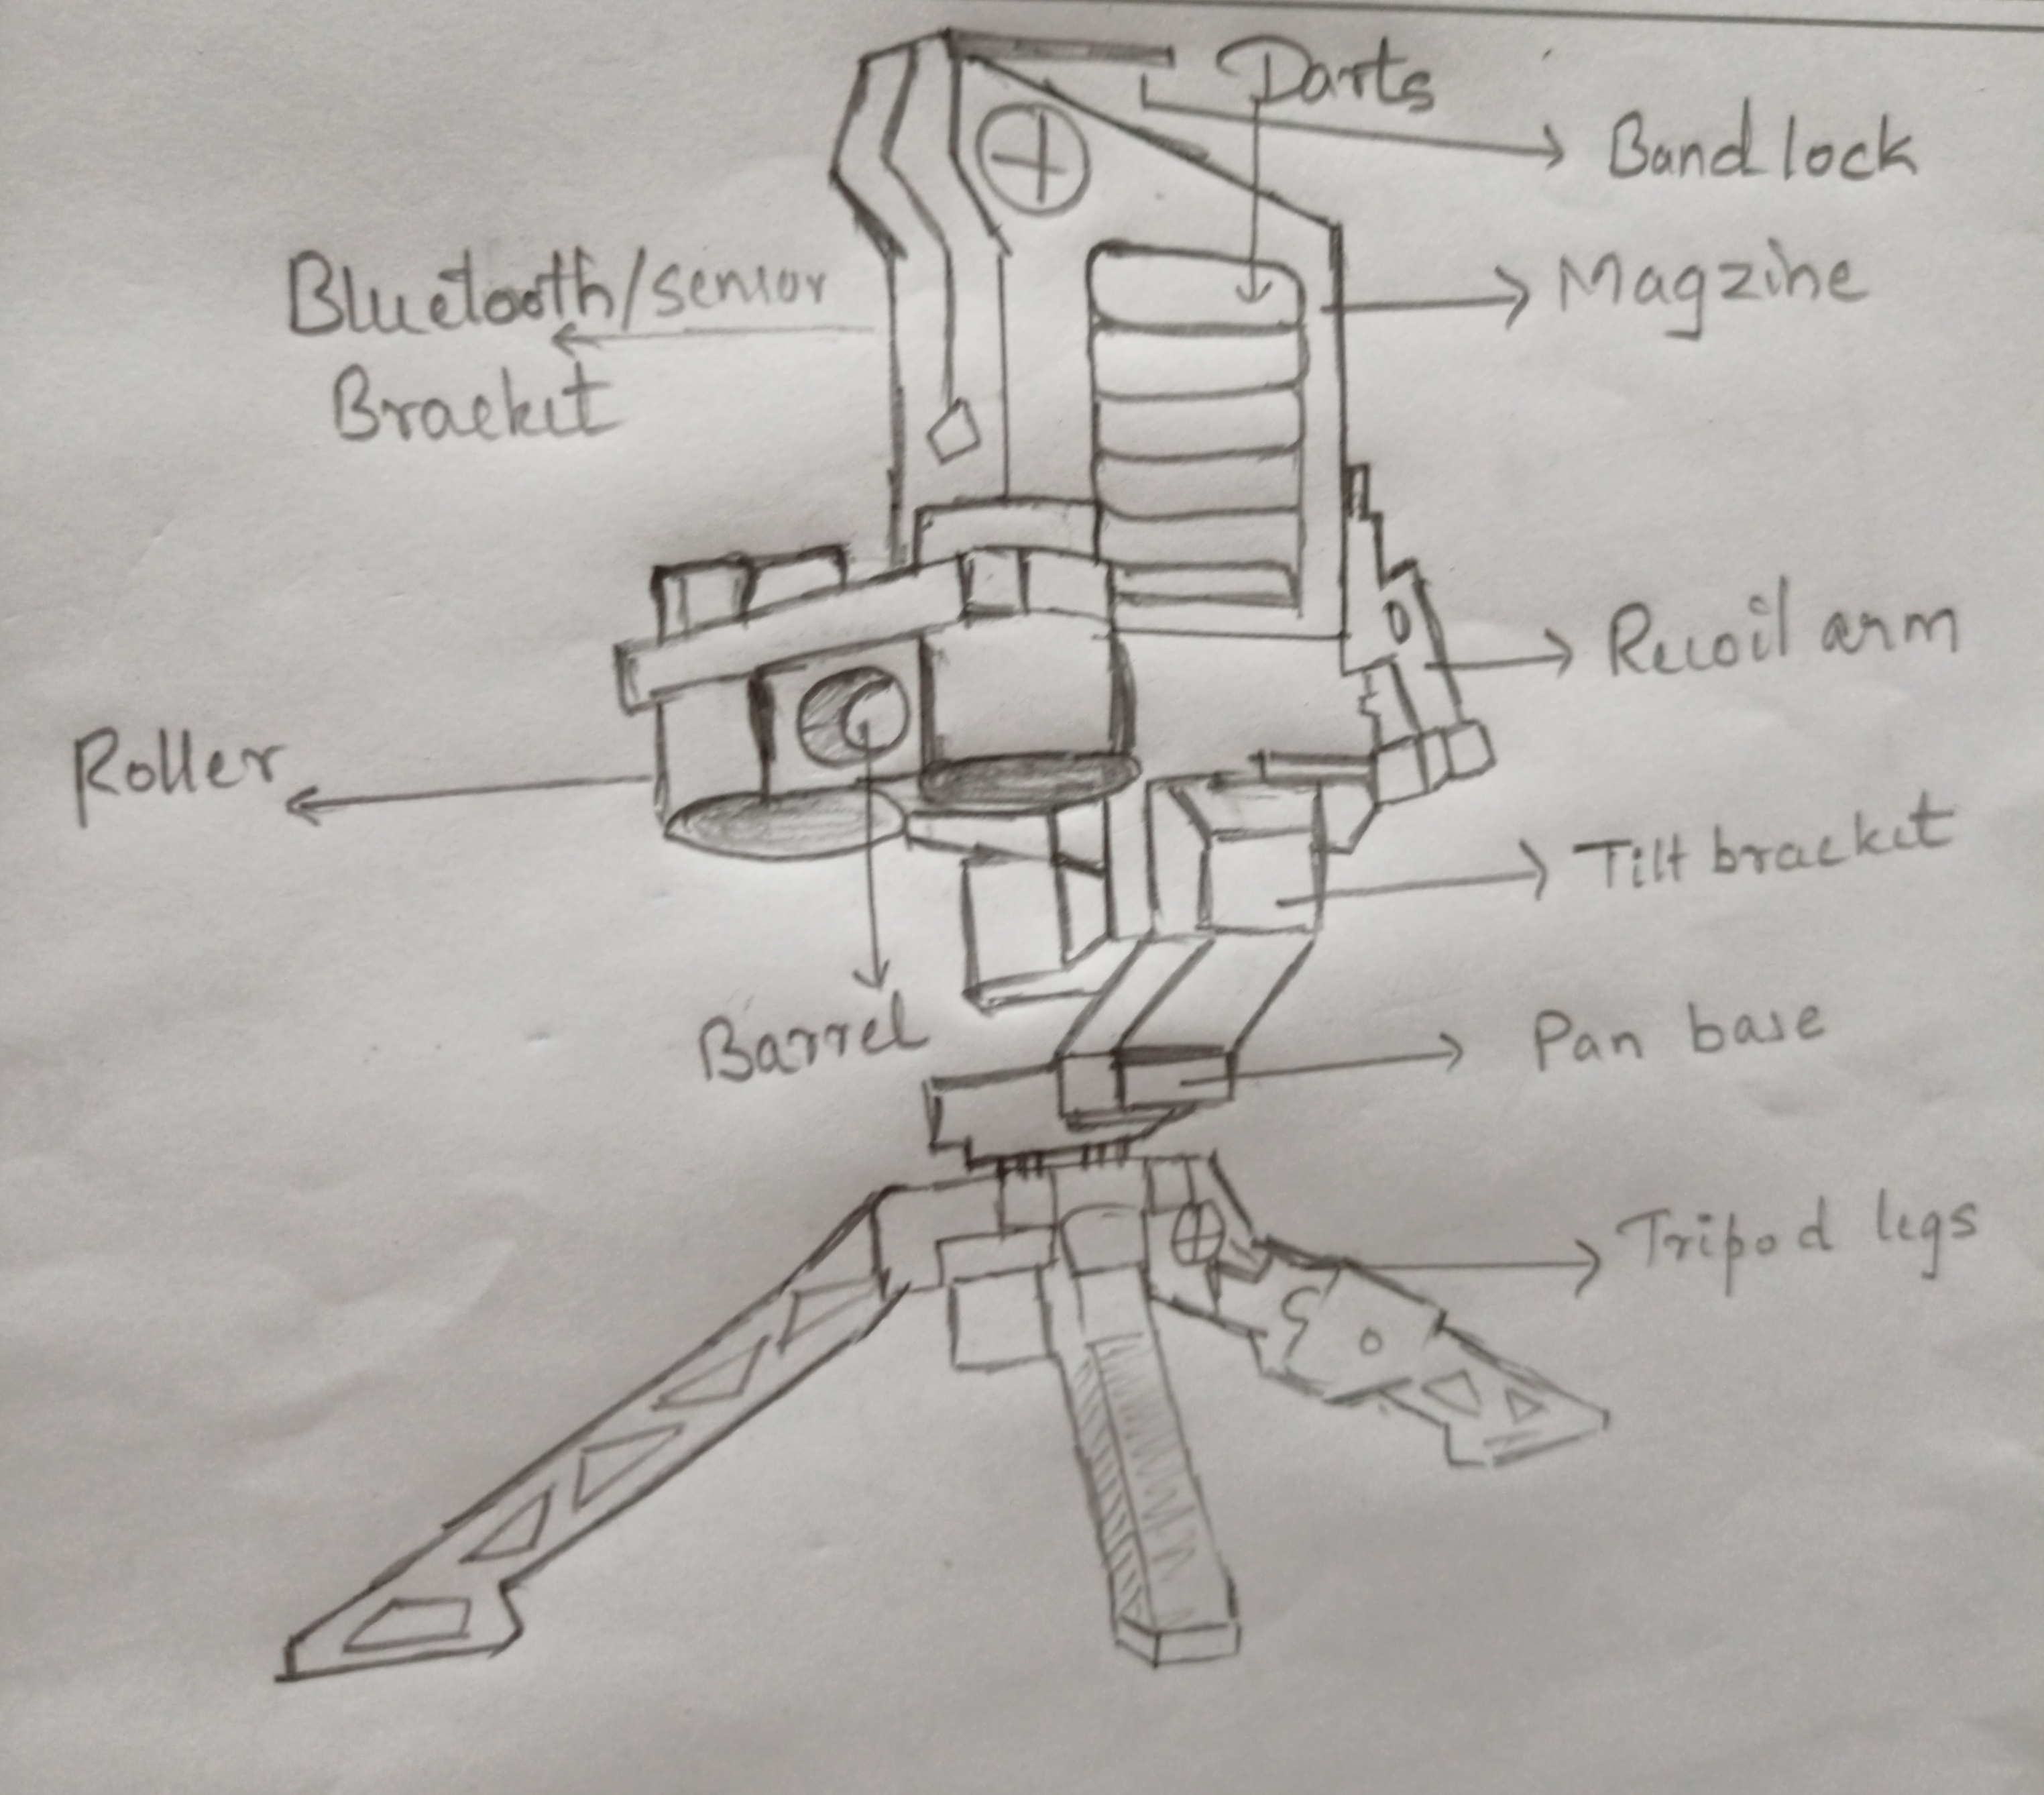 Darts
Band lock
Bluetooth/sensor
Bracket
Magzine
Recoil arm
Roller
Tilt bracket
Barrel
Pan base
Tripod legs